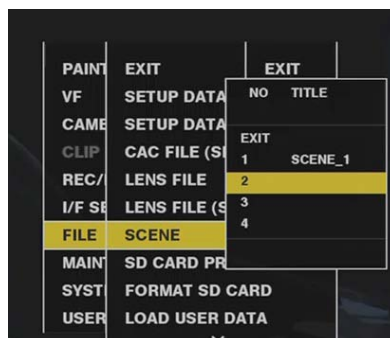 PAINT
VF
CAME
CLIP
REC/
I/F SE
FILE
MAIN
SYST
USER
EXIT
SETUP DATA
SETUP DATA
CAC FILE (S
LENS FILE
LENS FILE (S
SCENE
SD CARD PR
FORMAT SD CARD
LOAD USER DATA
EXIT
NO TITLE
EXIT
1 SCENE_1
2
3
4